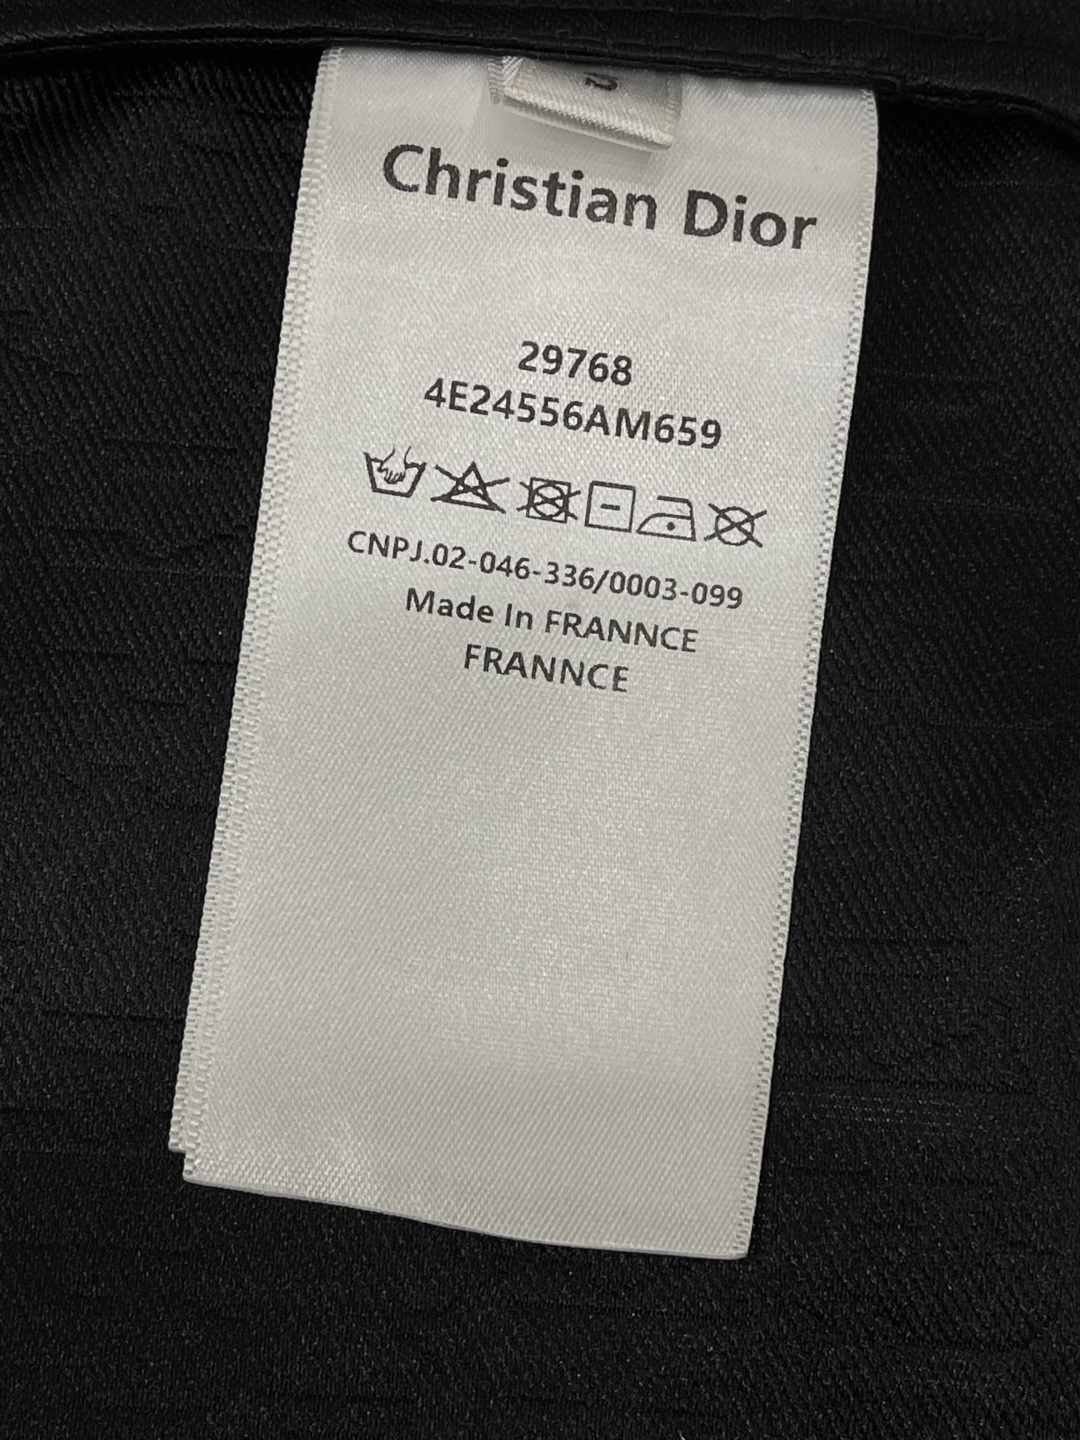 Christian Dior
29768
4E24556AM659
CNPJ.02-046-336/0003-099
Made In FRANNCE
FRANNCE